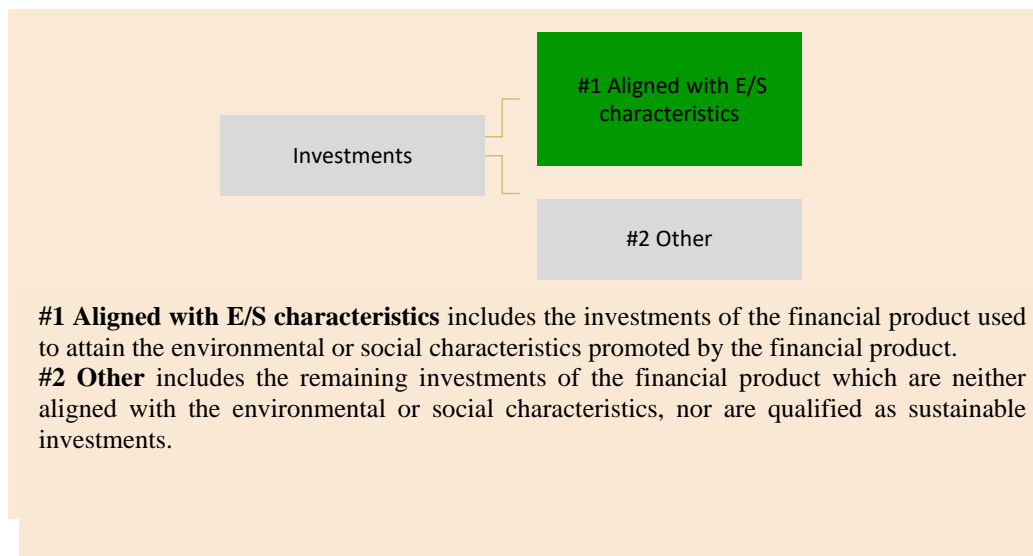 #1 Aligned with E/S
characteristics
Investments
#2 Other
#1 Aligned with E/S characteristics includes the investments of the financial product used
to attain the environmental or social characteristics promoted by the financial product.
#2 Other includes the remaining investments of the financial product which are neither
aligned with the environmental or social characteristics, nor are qualified as sustainable
investments.